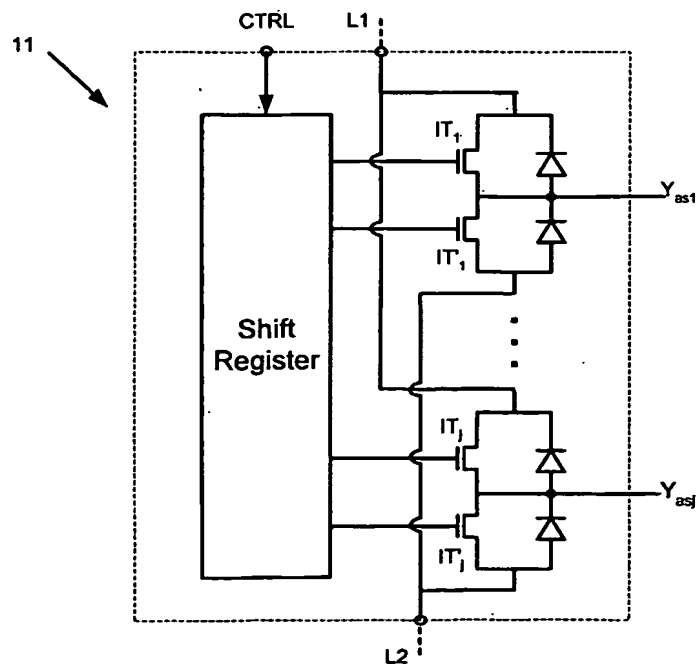 CTRL
L1
11
IT1
Yas1
IT'1
Shift
Register
ITj
Yasj
IT'j
L2